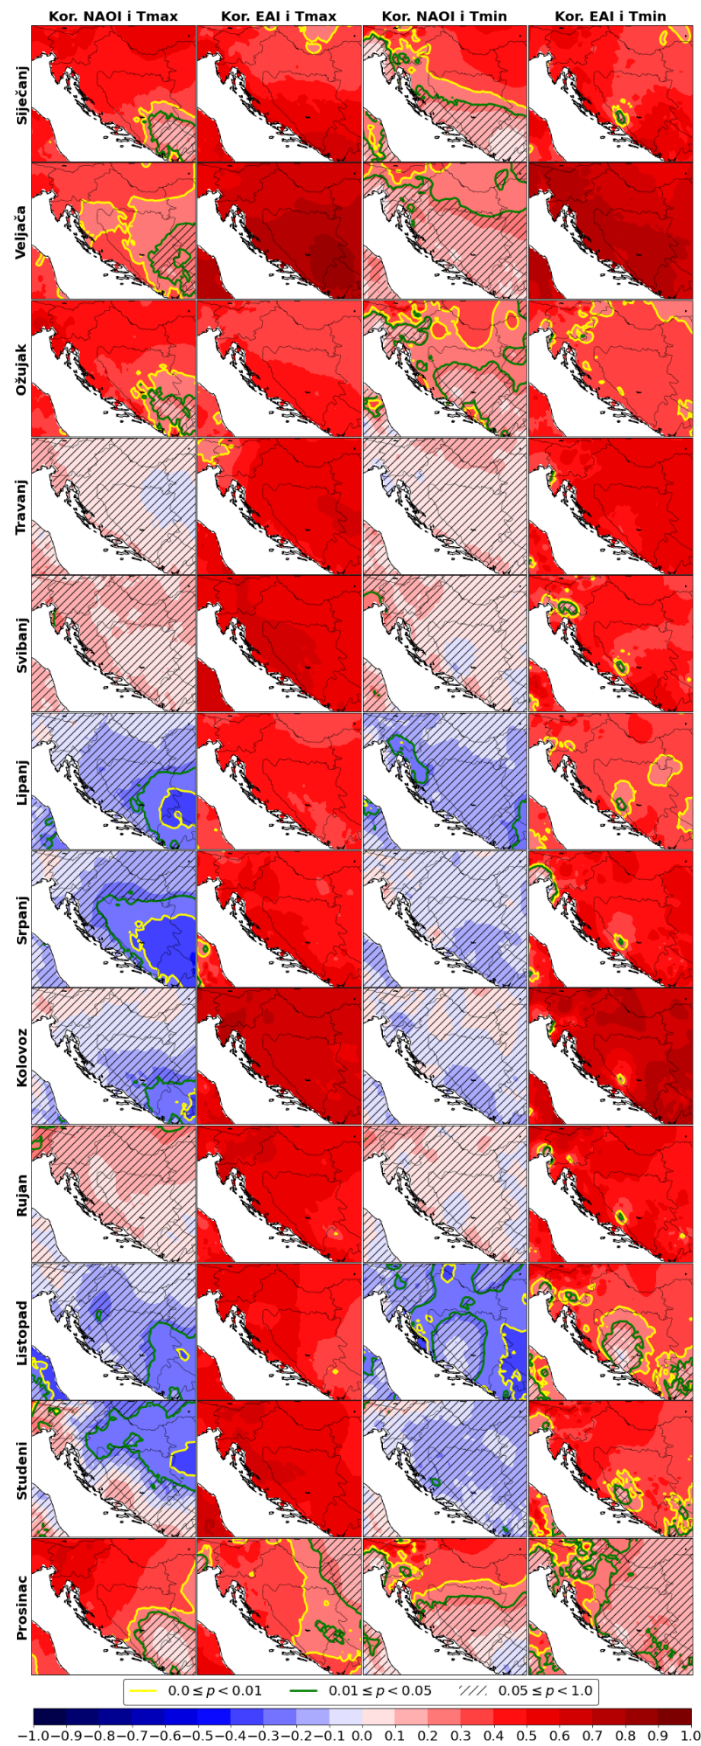 Kor. NAOI i Tmax Kor. EAI i Tmax Kor. NAOI i Tmin Kor. EAI i Tmin
Siječanj
Veljača
Ožujak
Travanj
Svibanj
Lipanj
Srpanj
Kolovoz
Rujan
Listopad
Studeni
Prosinac
0.0 ≤ p < 0.01 0.01 ≤ p < 0.05 0.05 ≤ p < 1.0
−1.0 −0.9 −0.8 −0.7 −0.6 −0.5 −0.4 −0.3 −0.2 −0.1 0.0 0.1 0.2 0.3 0.4 0.5 0.6 0.7 0.8 0.9 1.0